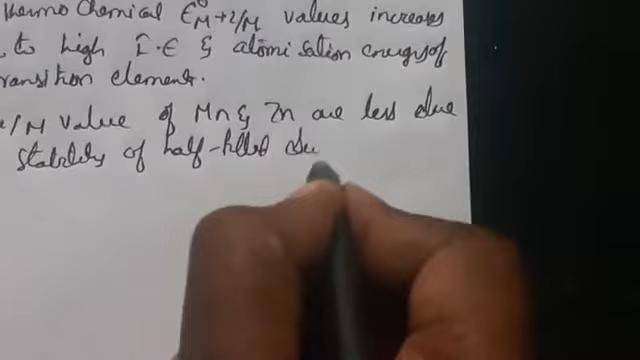 Thermo Chemical E°M+2/M values increases
to high I.E & atomisation energy of
transition elements.
/M value of Mn & Zn are less due
stability of half-filled